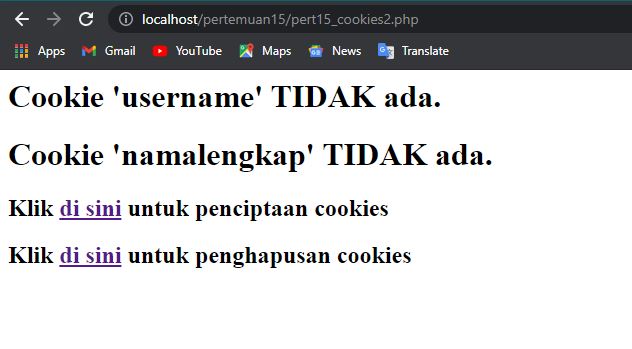 localhost/pertemuan15/pert15_cookies2.php
Apps Gmail YouTube Maps News Translate
Cookie 'username' TIDAK ada.
Cookie 'namalengkap' TIDAK ada.
Klik di sini untuk penciptaan cookies
Klik di sini untuk penghapusan cookies